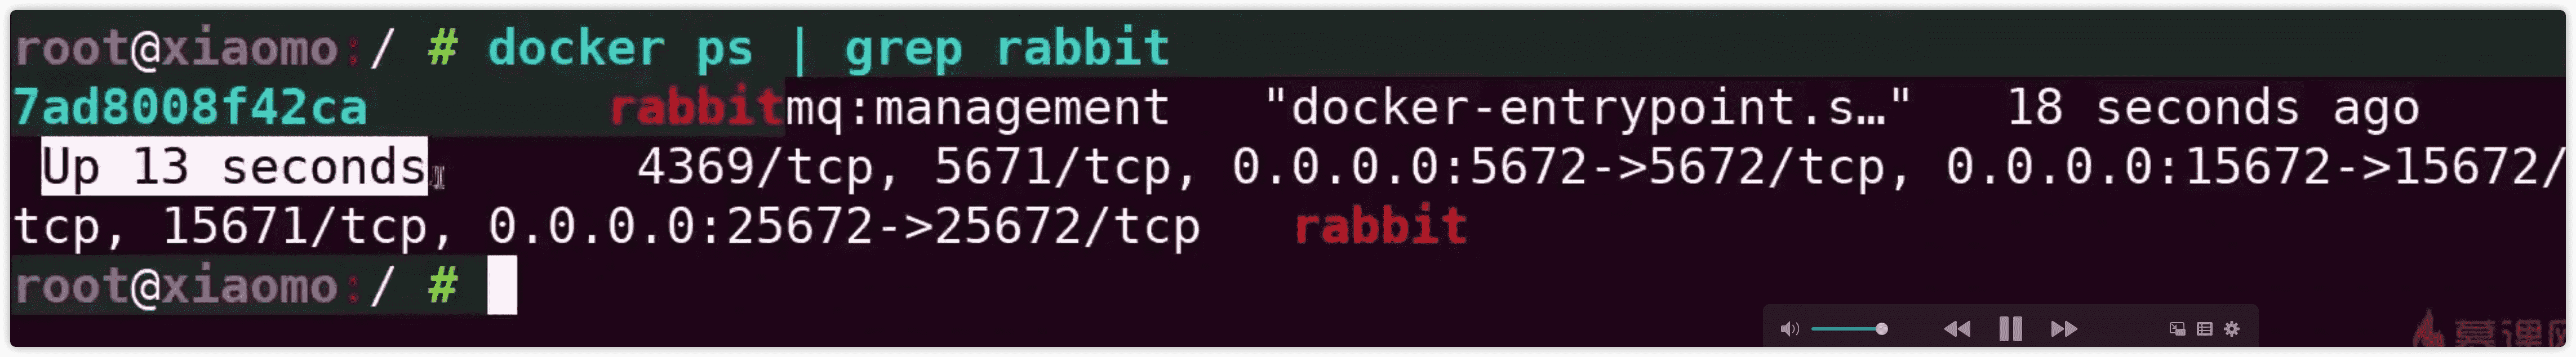 root@xiaomo:/ # docker ps | grep rabbit
7ad8008f42ca        rabbitmq:management   "docker-entrypoint.s…"   18 seconds ago
Up 13 seconds       4369/tcp, 5671/tcp, 0.0.0.0:5672->5672/tcp, 0.0.0.0:15672->15672/
tcp, 15671/tcp, 0.0.0.0:25672->25672/tcp   rabbit
root@xiaomo:/ #
慕课网